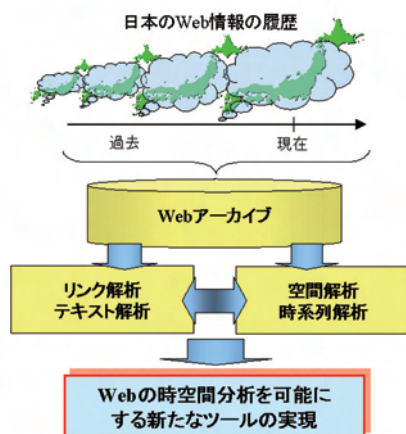 日本のWeb情報の履歴
過去
現在
Webアーカイブ
リンク解析
テキスト解析
空間解析
時系列解析
Webの時空間分析を可能に
する新たなツールの実現